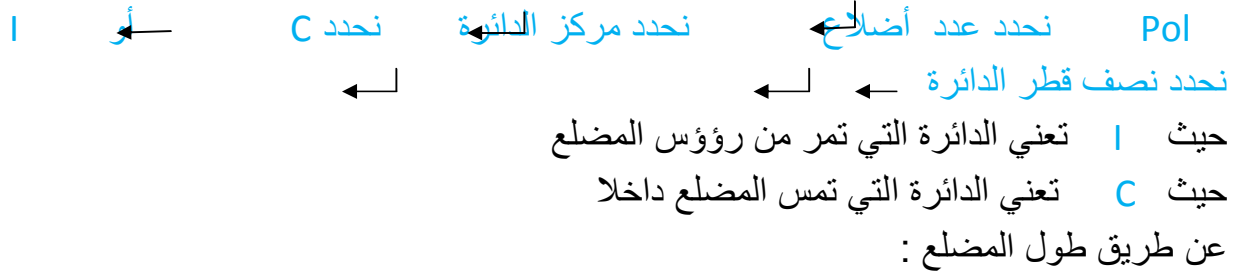 Pol نحدد عدد أضلاع نحدد مركز الدائرة نحدد C أو I
نحدد نصف قطر الدائرة
حيث I تعني الدائرة التي تمر من رؤوس المضلع
حيث C تعني الدائرة التي تمس المضلع داخلا
عن طريق طول المضلع :